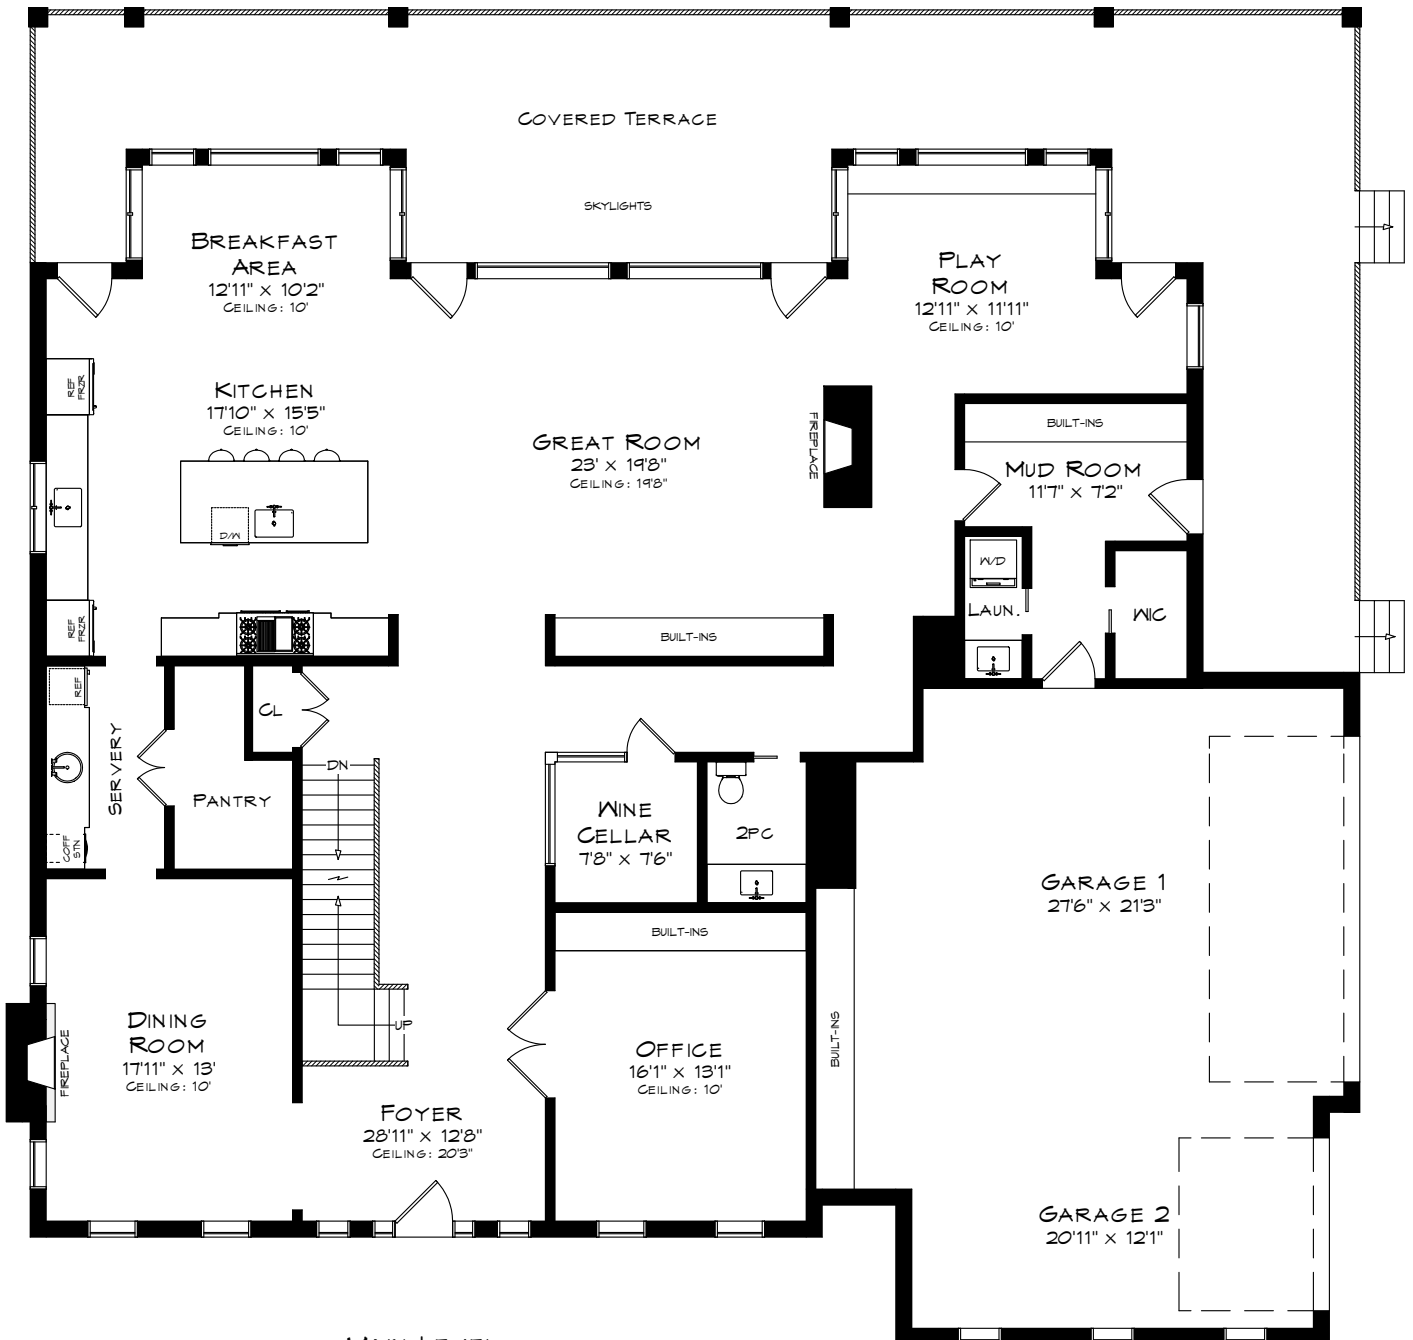 COVERED TERRACE
SKYLIGHTS
BREAKFAST
AREA
12'11" x 10'2"
CEILING: 10'
PLAY
ROOM
12'11" x 11'11"
CEILING: 10'
REF
FRZR
KITCHEN
17'10" x 15'5"
CEILING: 10'
GREAT ROOM
23' x 19'8"
CEILING: 19'8"
FIREPLACE
BUILT-INS
MUD ROOM
11'7" x 7'2"
D/W
W/D
LAUN.
WIC
REF
FRZR
BUILT-INS
REF
SERVERY
CL
DN
PANTRY
COFF
STN
WINE
CELLAR
7'8" x 7'6"
2PC
GARAGE 1
27'6" x 21'3"
BUILT-INS
DINING
ROOM
17'11" x 13'
CEILING: 10'
FIREPLACE
UP
OFFICE
16'1" x 13'1"
CEILING: 10'
BUILT-INS
FOYER
28'11" x 12'8"
CEILING: 20'3"
GARAGE 2
20'11" x 12'1"